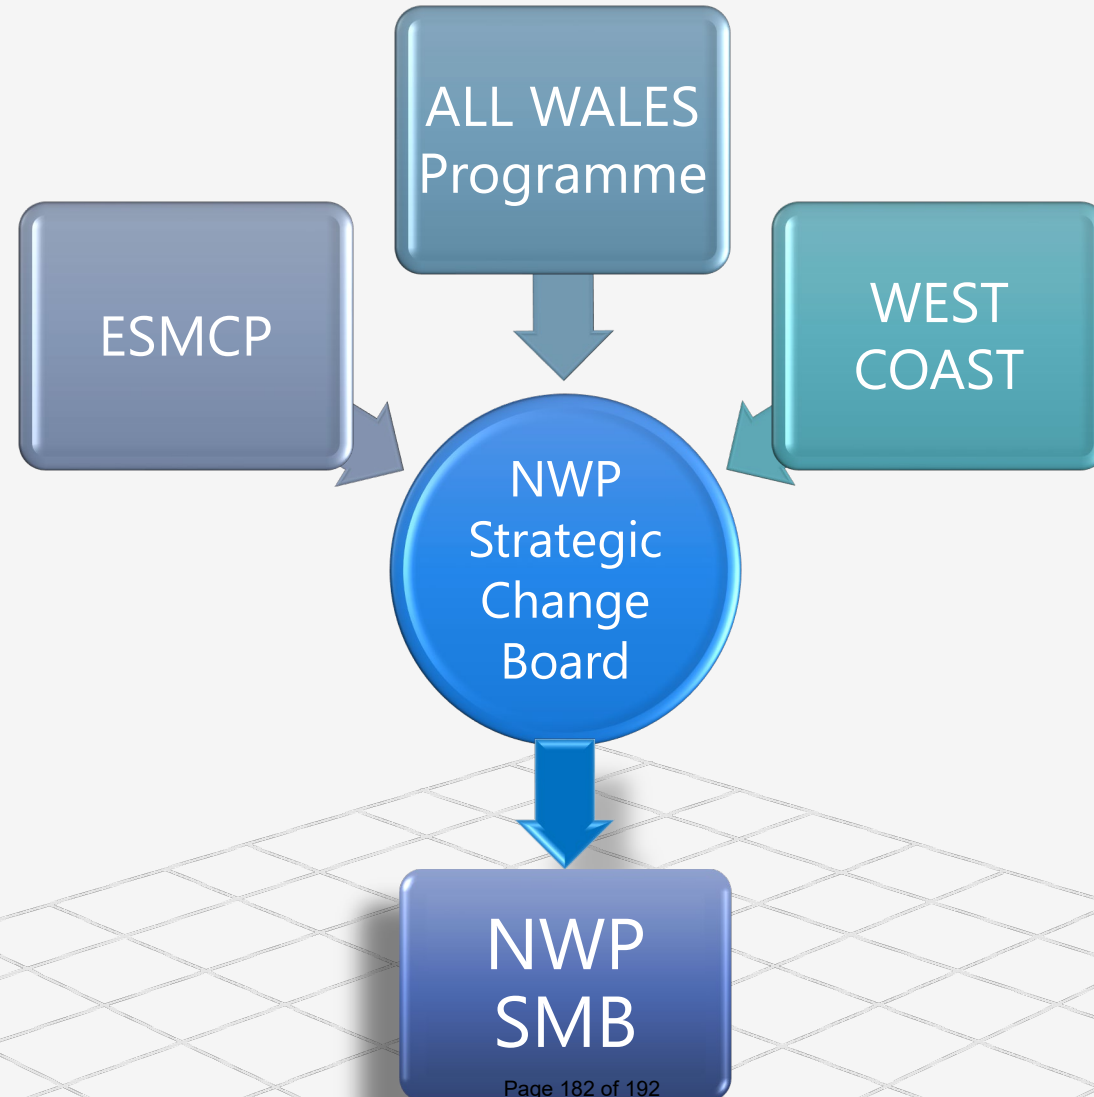 ALL WALES
Programme
ESMCP
WEST
COAST
NWP
Strategic
Change
Board
NWP
SMB
Page 182 of 192